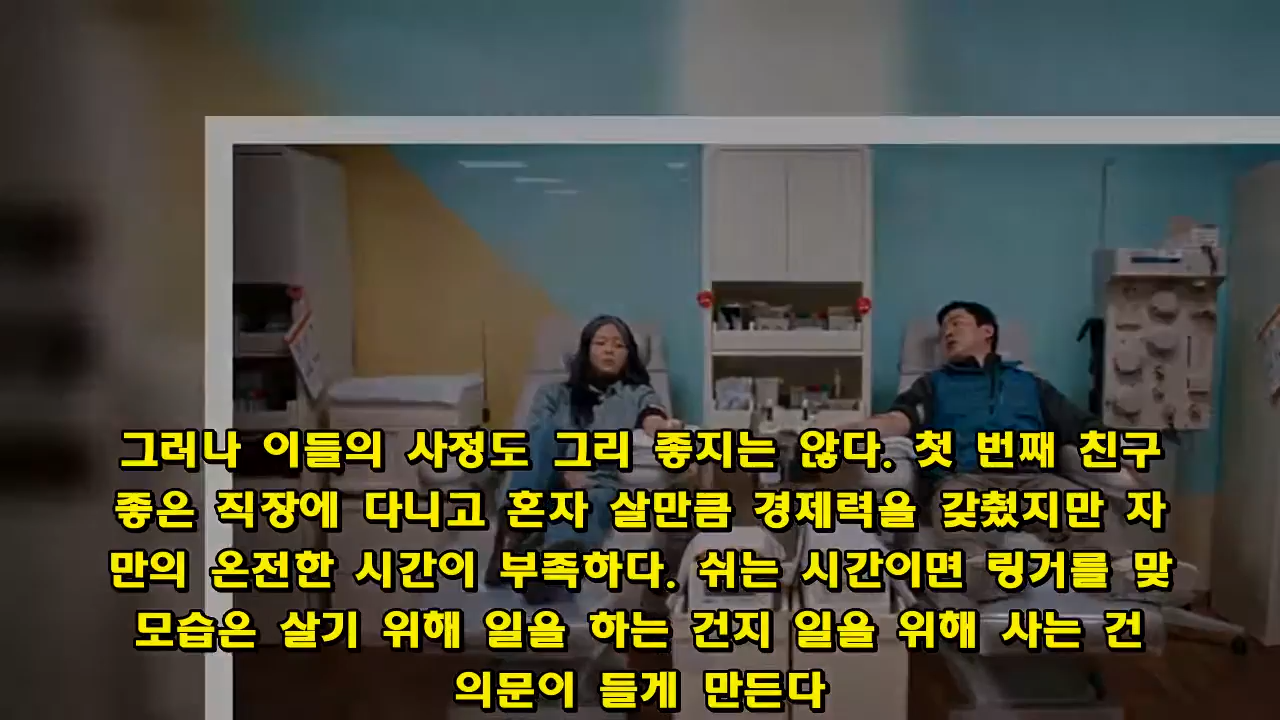 그러나 이들의 사정도 그리 좋지는 않다. 첫 번째 친구
좋은 직장에 다니고 혼자 살만큼 경제력을 갖췄지만 자
만의 온전한 시간이 부족하다. 쉬는 시간이면 링거를 맞
모습은 살기 위해 일을 하는 건지 일을 위해 사는 건
의문이 들게 만든다